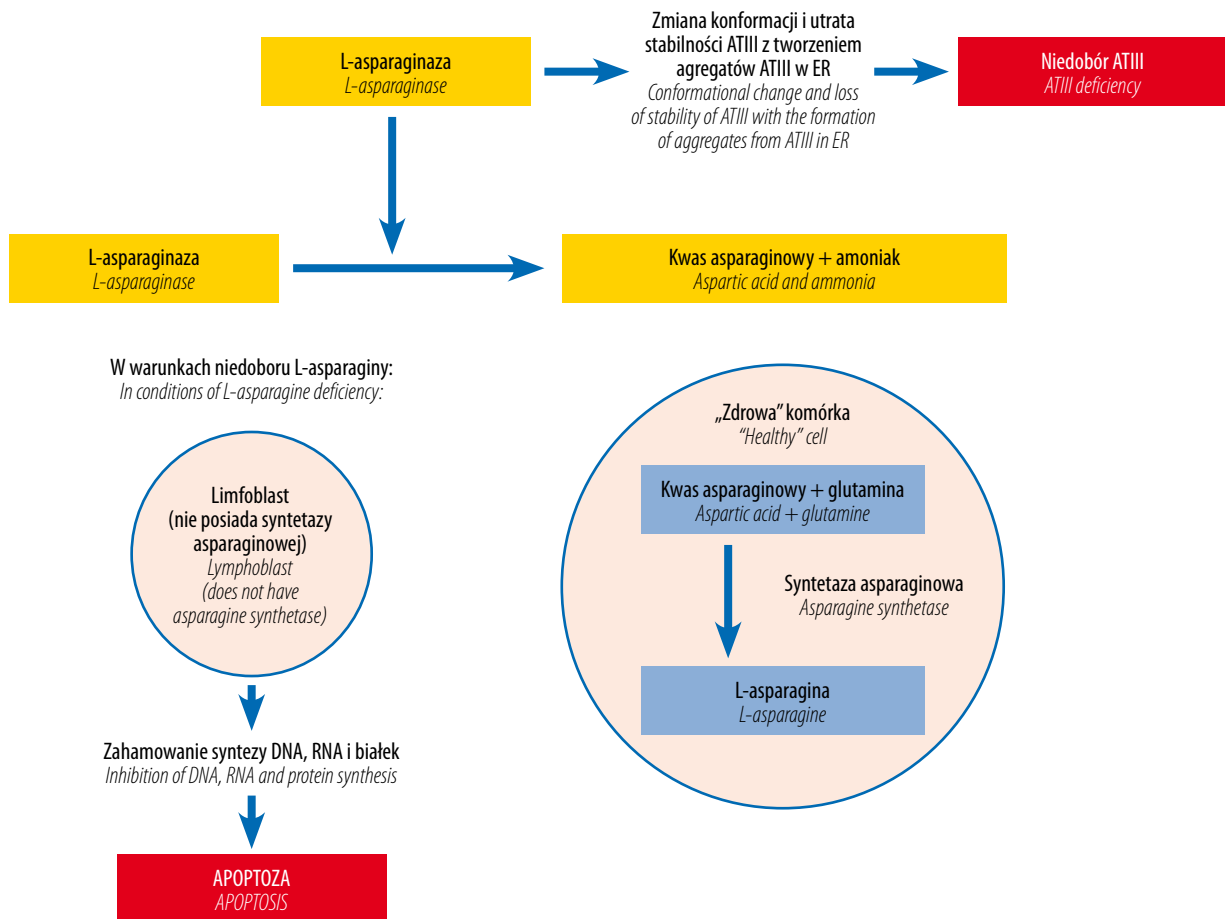 L-asparaginaza
L-asparaginase
Zmiana konformacji i utrata
stabilności ATIII z tworzeniem
agregatów ATIII w ER
Conformational change and loss
of stability of ATIII with the formation
of aggregates from ATIII in ER
Niedobór ATIII
ATIII deficiency
L-asparaginaza
L-asparaginase
Kwas asparaginowy + amoniak
Aspartic acid and ammonia
W warunkach niedoboru L-asparaginy:
In conditions of L-asparagine deficiency:
Limfoblast
(nie posiada syntetazy
asparaginowej)
Lymphoblast
(does not have
asparagine synthetase)
Zahamowanie syntezy DNA, RNA i białek
Inhibition of DNA, RNA and protein synthesis
APOPTOZA
APOPTOSIS
„Zdrowa” komórka
“Healthy” cell
Kwas asparaginowy + glutamina
Aspartic acid + glutamine
Syntetaza asparaginowa
Asparagine synthetase
L-asparagina
L-asparagine